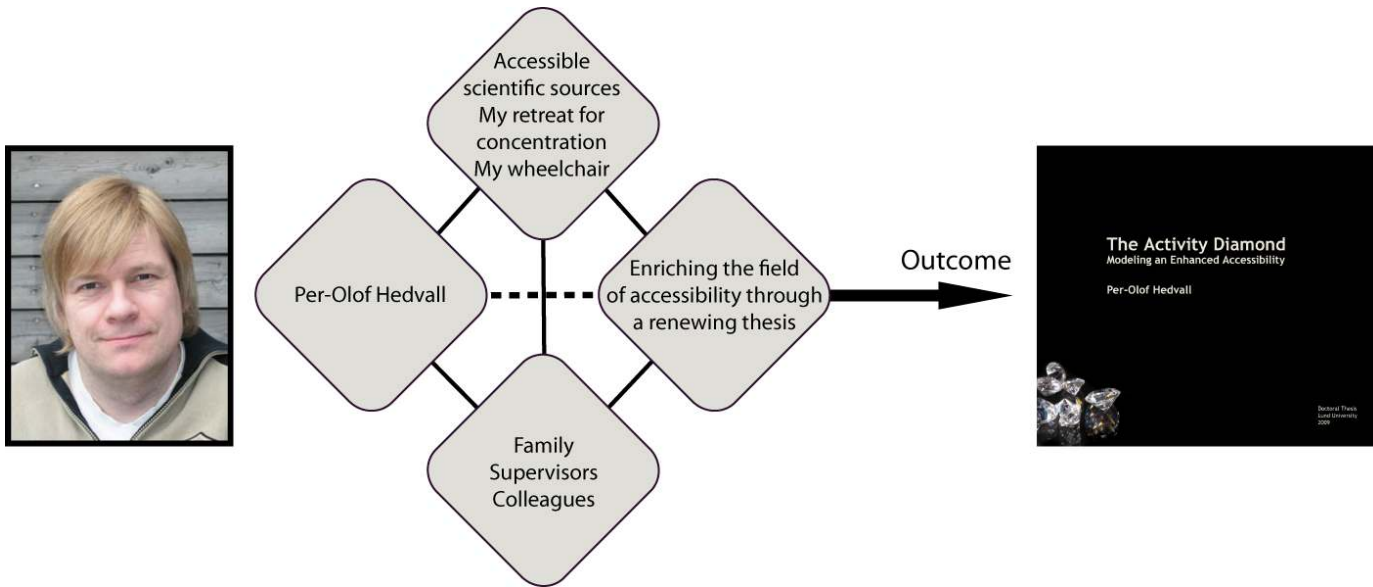 Accessible
scientific sources
My retreat for
concentration
My wheelchair
Per-Olof Hedvall
Enriching the field
of accessibility through
a renewing thesis
Family
Supervisors
Colleagues
Outcome
The Activity Diamond
Modeling an Enhanced Accessibility
Per-Olof Hedvall
Doctoral Thesis
Lund University
2009